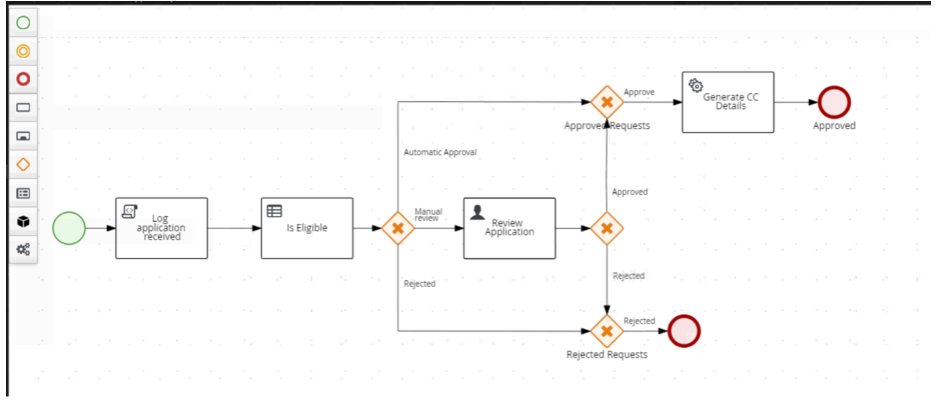 Approve
Generate CC
Details
Approved Requests
Approved
Automatic Approval
Log
application
received
Is Eligible
Manual
review
Review
Application
Approved
Rejected
Rejected
Rejected
Rejected Requests